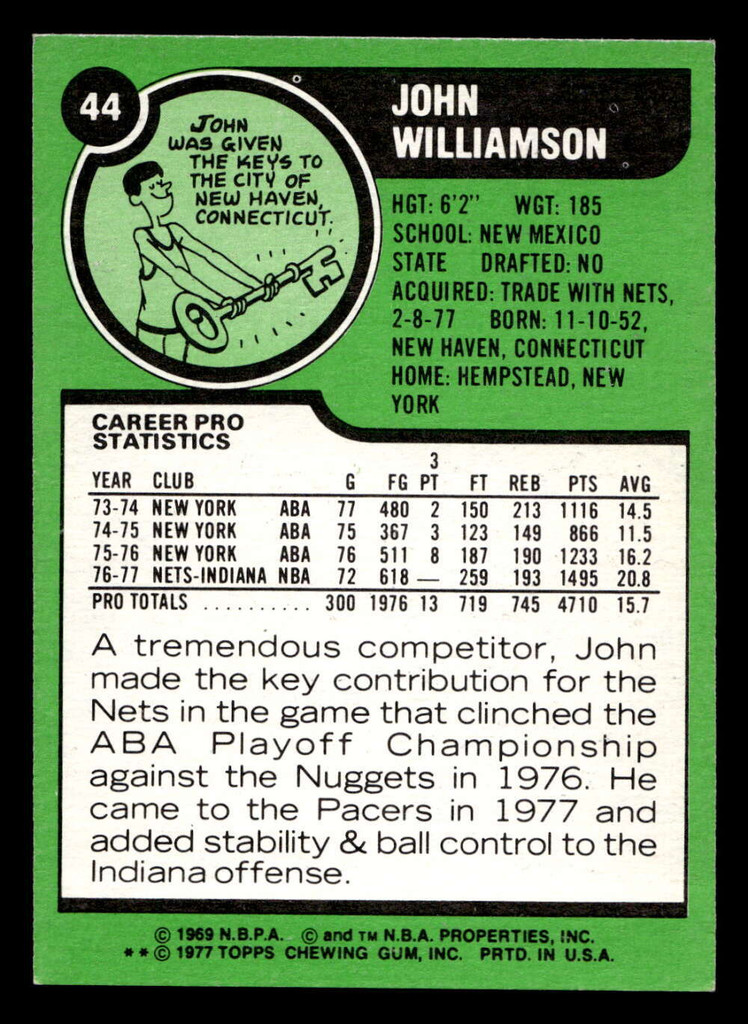 44
JOHN
WAS GIVEN
THE KEYS TO
THE CITY OF
NEW HAVEN,
CONNECTICUT.
JOHN
WILLIAMSON
HGT: 6'2" WGT: 185
SCHOOL: NEW MEXICO
STATE DRAFTED: NO
ACQUIRED: TRADE WITH NETS,
2-8-77 BORN: 11-10-52,
NEW HAVEN, CONNECTICUT
HOME: HEMPSTEAD, NEW
YORK
CAREER PRO
STATISTICS
YEAR CLUB G FG 3 PT FT REB PTS AVG
73-74 NEW YORK ABA 77 480 2 150 213 1116 14.5
74-75 NEW YORK ABA 75 367 3 123 149 866 11.5
75-76 NEW YORK ABA 76 511 8 187 190 1233 16.2
76-77 NETS-INDIANA NBA 72 618 — 259 193 1495 20.8
PRO TOTALS .......... 300 1976 13 719 745 4710 15.7
A tremendous competitor, John
made the key contribution for the
Nets in the game that clinched the
ABA Playoff Championship
against the Nuggets in 1976. He
came to the Pacers in 1977 and
added stability & ball control to the
Indiana offense.
© 1969 N.B.P.A. © and TM N.B.A. PROPERTIES, INC.
**© 1977 TOPPS CHEWING GUM, INC. PRTD. IN U.S.A.